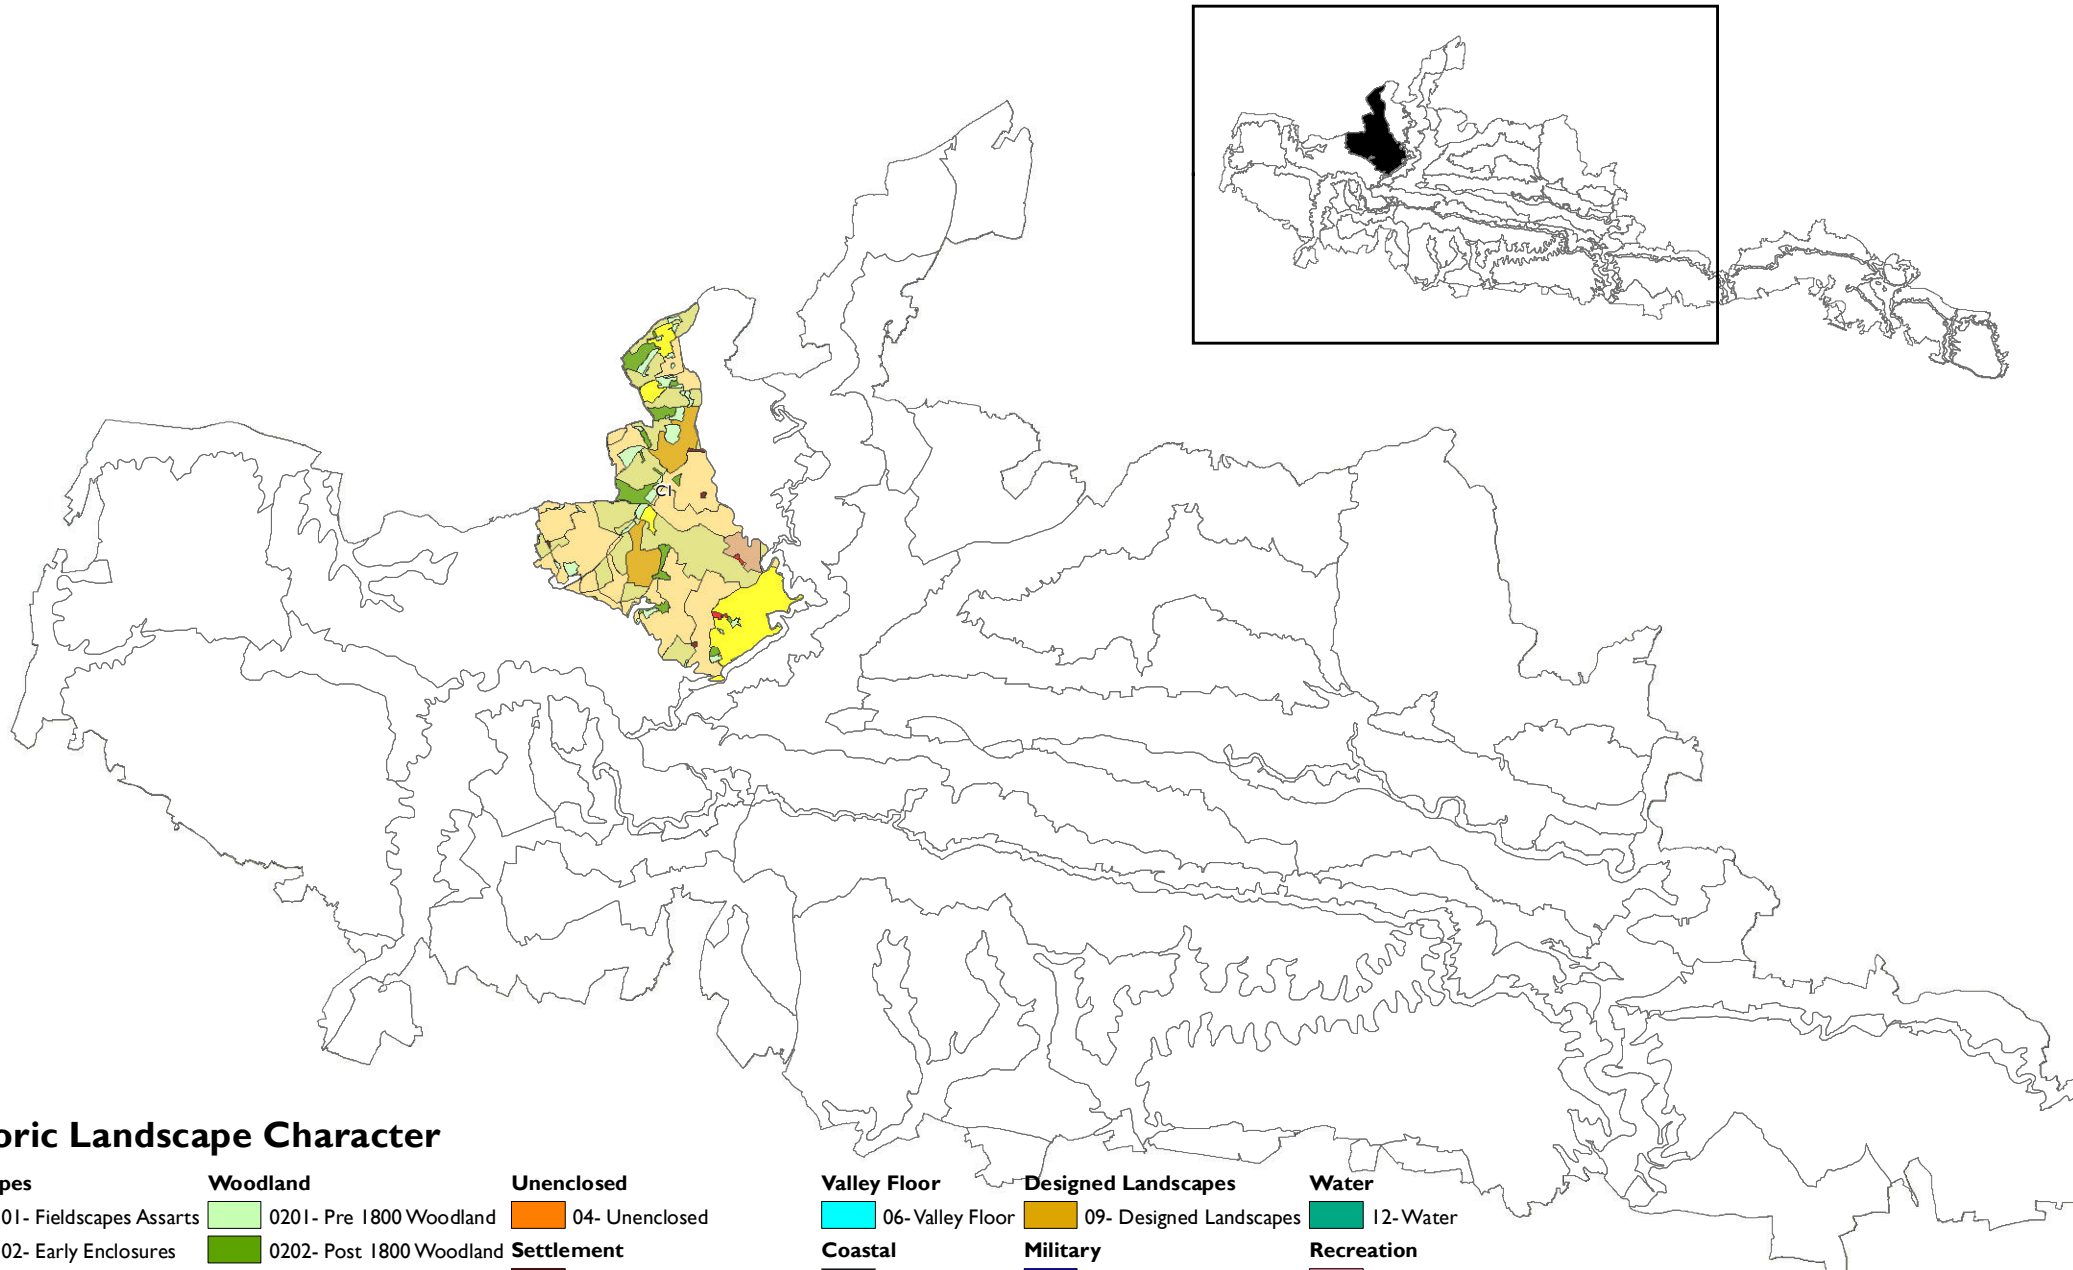 C1
oric Landscape Character
pes Woodland Unenclosed Valley Floor Designed Landscapes Water
01- Fieldscapes Assarts 0201- Pre 1800 Woodland 04- Unenclosed 06- Valley Floor 09- Designed Landscapes 12- Water
02- Early Enclosures 0202- Post 1800 Woodland Settlement Coastal Military Recreation